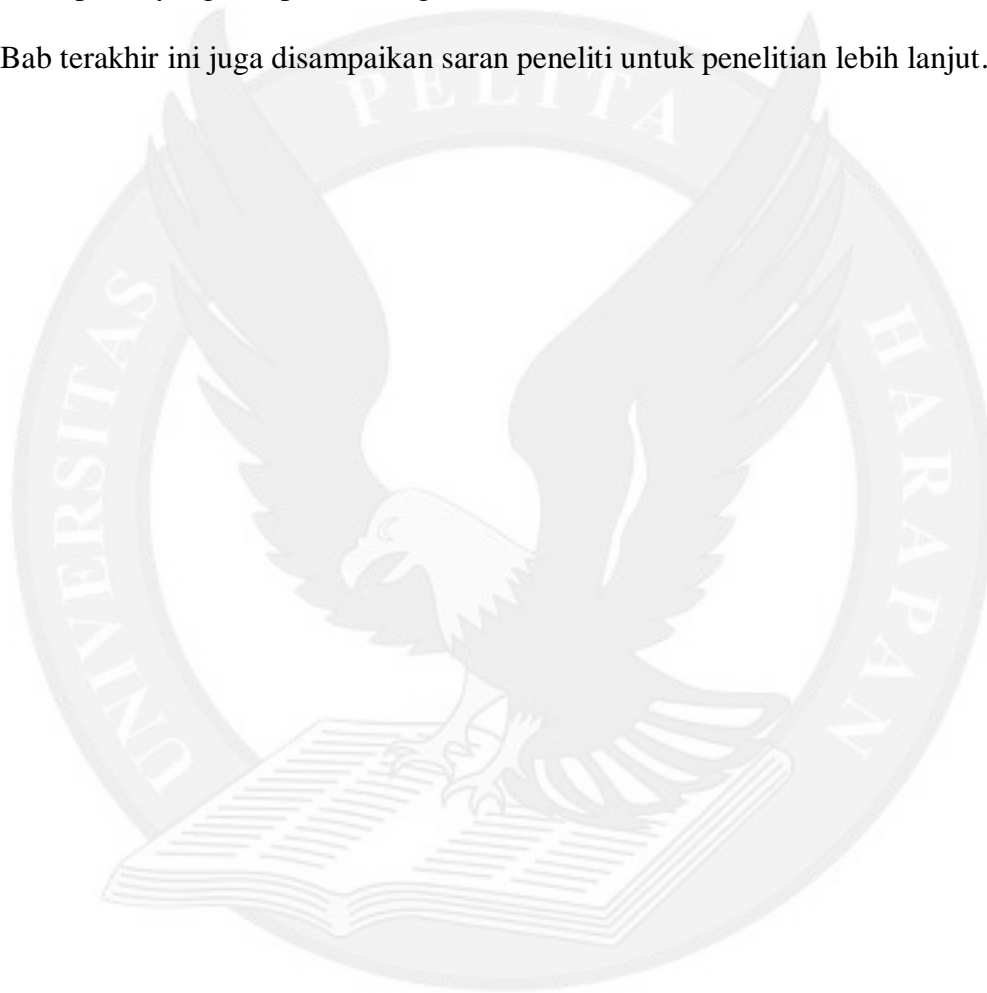 Bab terakhir ini juga disampaikan saran peneliti untuk penelitian lebih lanjut.
PELITA
UNIVERSITAS
HARAPAN